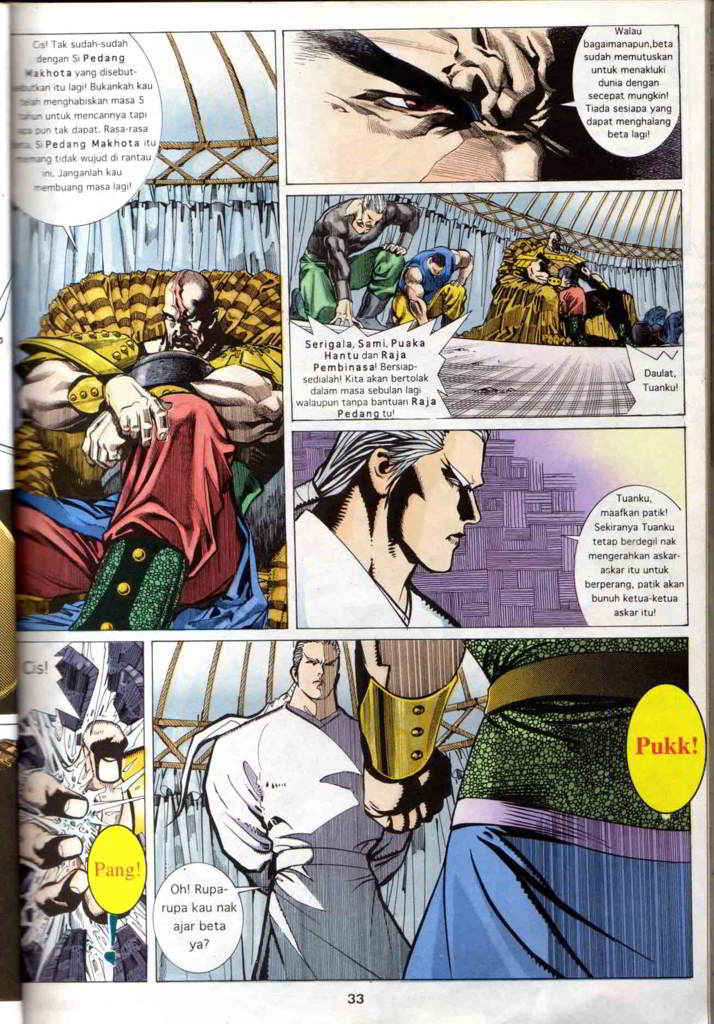 Cis! Tak sudah-sudah
dengan Si Pedang
Makhota yang disebut-
sebutkan itu lagi! Bukankah kau
telah menghabiskan masa 5
tahun untuk mencarinya tapi
apa pun tak dapat. Rasa-rasa
beta, Si Pedang Makhota itu
memang tidak wujud di rantau
ini. Janganlah kau
membuang masa lagi!
Walau
bagaimanapun,beta
sudah memutuskan
untuk menakluki
dunia dengan
secepat mungkin!
Tiada sesiapa yang
dapat menghalang
beta lagi!
Serigala, Sami, Puaka
Hantu dan Raja
Pembinasa! Bersiap-
sedialah! Kita akan bertolak
dalam masa sebulan lagi
walaupun tanpa bantuan Raja
Pedang tu!
Daulat,
Tuanku!
Tuanku,
maafkan patik!
Sekiranya Tuanku
tetap berdegil nak
mengerahkan askar-
askar itu untuk
berperang, patik akan
bunuh ketua-ketua
askar itu!
Cis!
Pang!
Oh! Rupa-
rupa kau nak
ajar beta
ya?
Pukk!
33